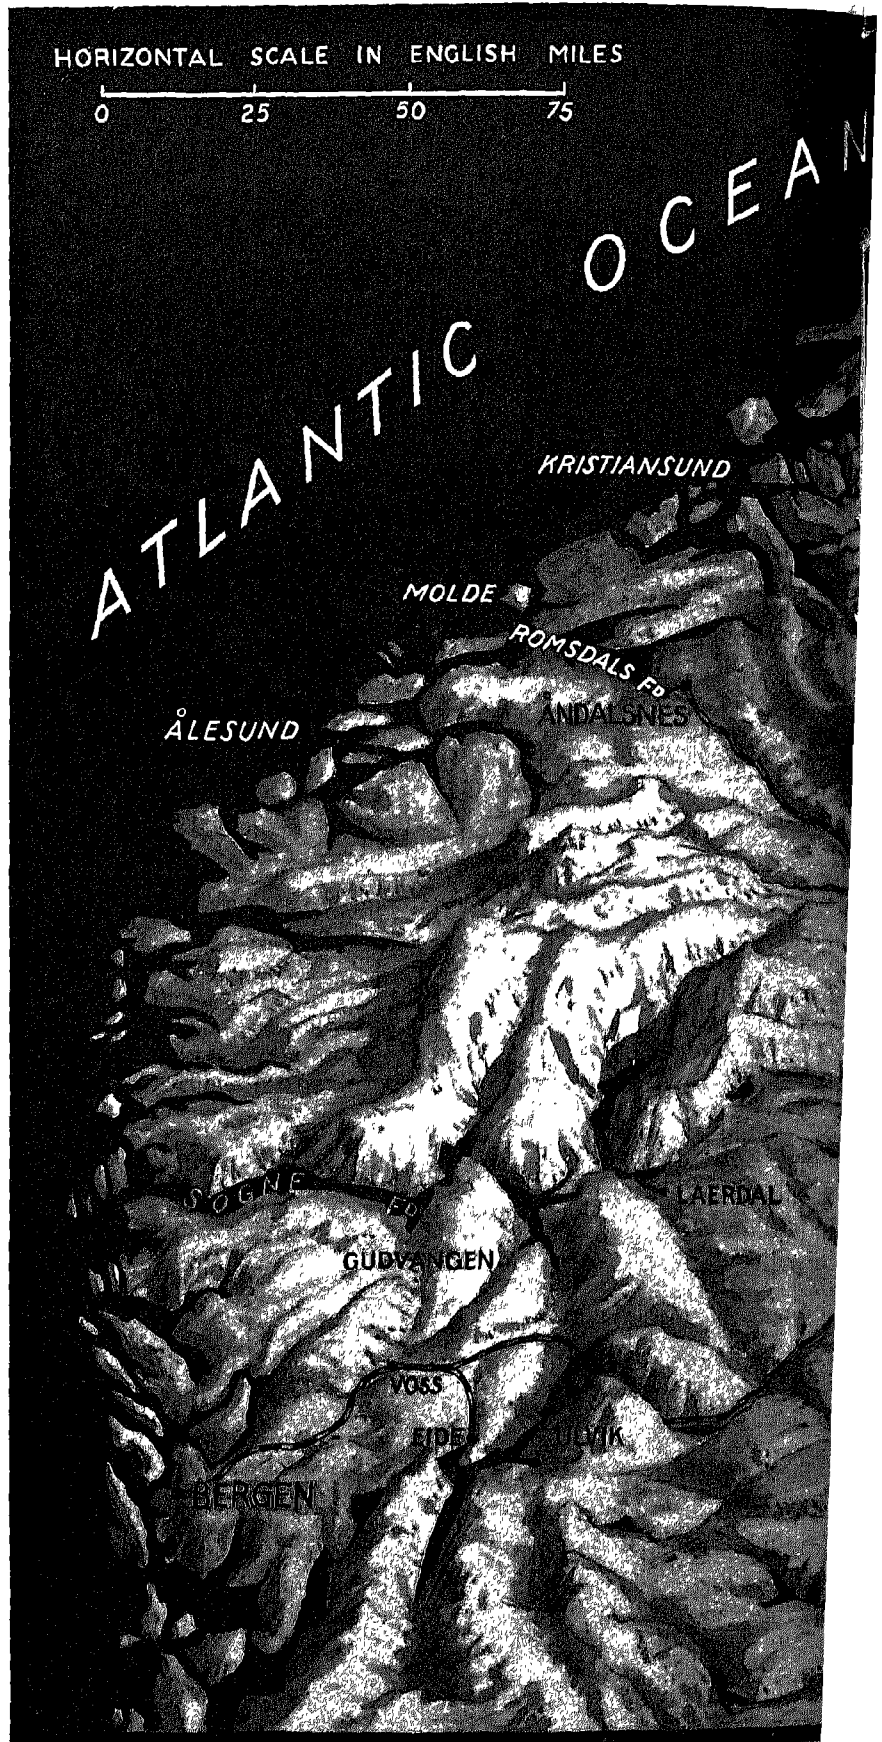 HORIZONTAL SCALE IN ENGLISH MILES
0 25 50 75
ATLANTIC OCEAN
KRISTIANSUND
MOLDE
ROMSDALS FD
ÅNDALSNES
ÅLESUND
SOGNE FD
LAERDAL
GUDVANGEN
VOSS
EIDE
ULVIK
BERGEN